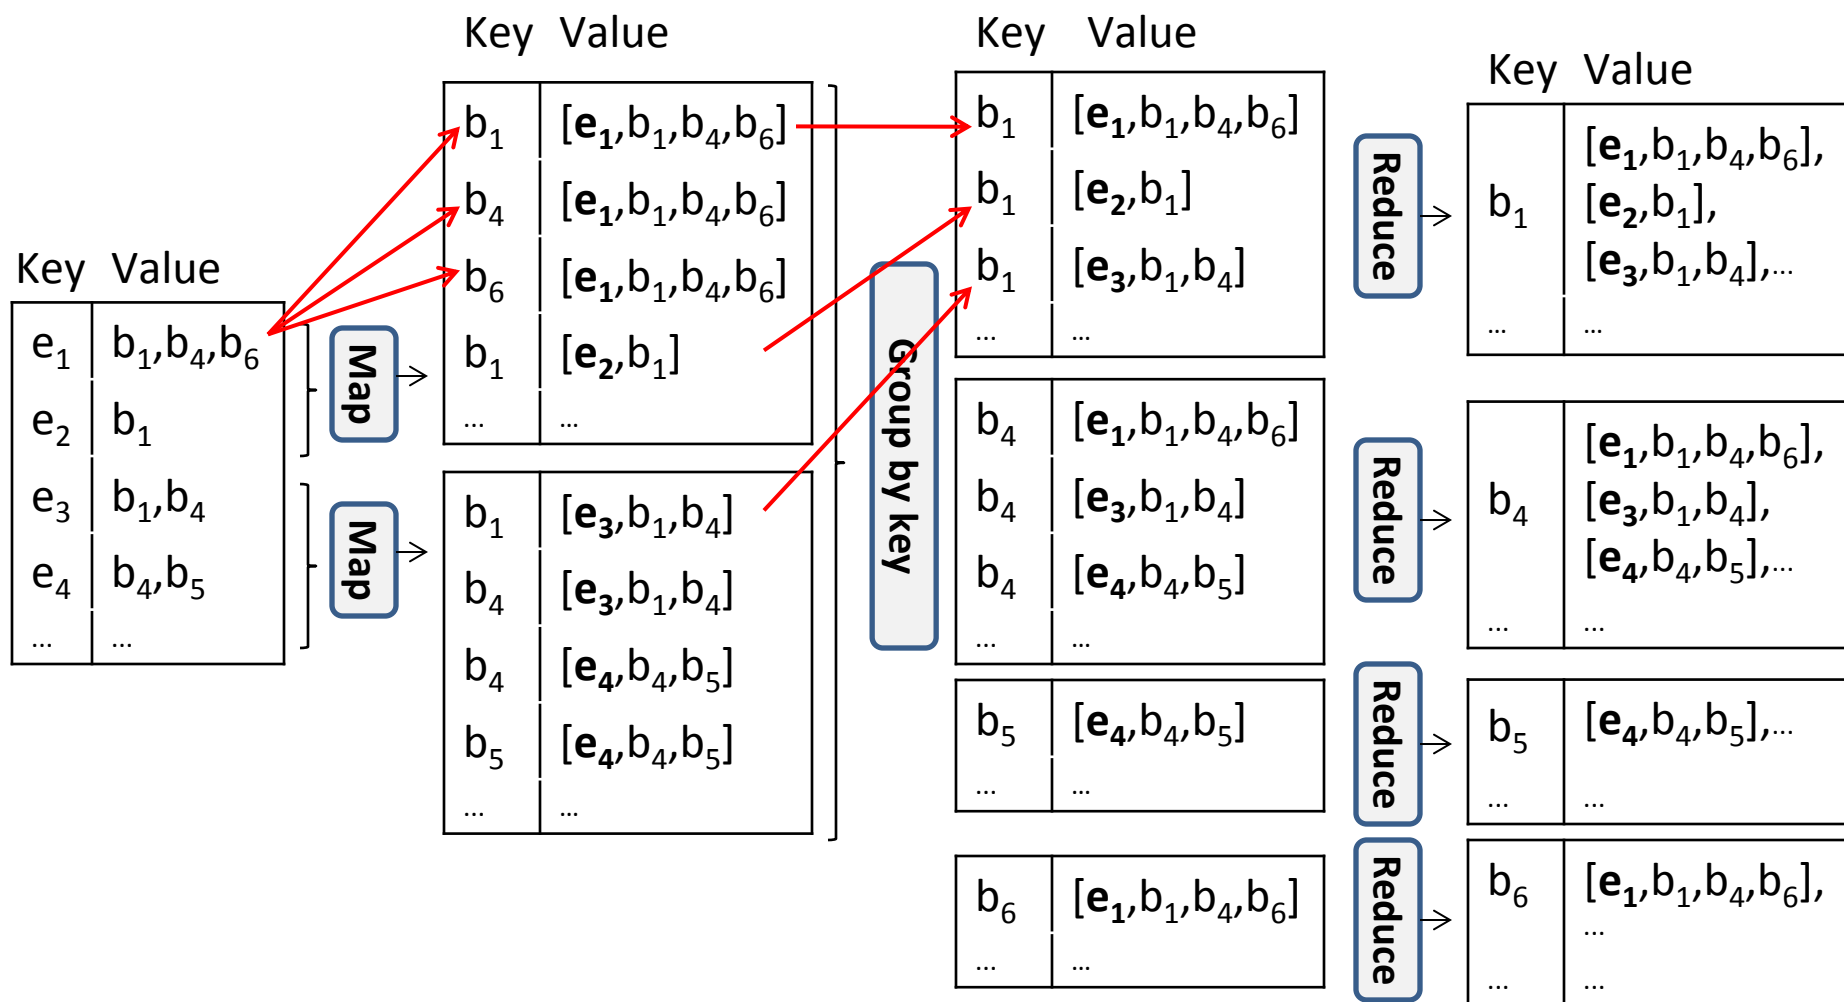 Key Value
e1 b1,b4,b6
e2 b1
e3 b1,b4
e4 b4,b5
... ...
Map
Map
Key Value
b1 [e1,b1,b4,b6]
b4 [e1,b1,b4,b6]
b6 [e1,b1,b4,b6]
b1 [e2,b1]
... ...
b1 [e3,b1,b4]
b4 [e3,b1,b4]
b4 [e4,b4,b5]
b5 [e4,b4,b5]
... ...
Group by key
Key Value
b1 [e1,b1,b4,b6]
b1 [e2,b1]
b1 [e3,b1,b4]
... ...
b4 [e1,b1,b4,b6]
b4 [e3,b1,b4]
b4 [e4,b4,b5]
... ...
b5 [e4,b4,b5]
... ...
b6 [e1,b1,b4,b6]
... ...
Reduce
Reduce
Reduce
Reduce
Key Value
[e1,b1,b4,b6],
b1 [e2,b1],
[e3,b1,b4],...
... ...
[e1,b1,b4,b6],
b4 [e3,b1,b4],
[e4,b4,b5],...
... ...
b5 [e4,b4,b5],...
... ...
b6 [e1,b1,b4,b6],
...
... ...